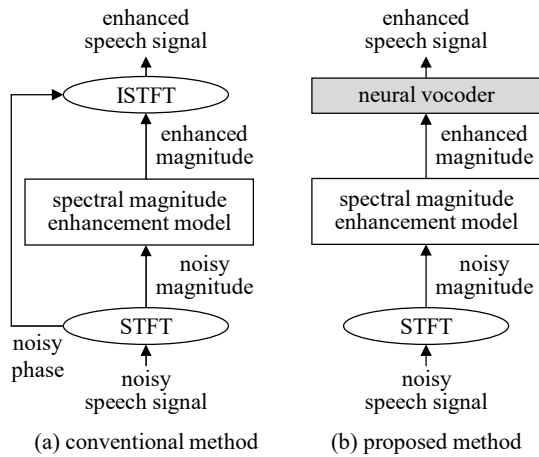 enhanced
speech signal
ISTFT
enhanced
magnitude
spectral magnitude
enhancement model
noisy
magnitude
STFT
noisy
phase
noisy
speech signal
(a) conventional method
enhanced
speech signal
neural vocoder
enhanced
magnitude
spectral magnitude
enhancement model
noisy
magnitude
STFT
noisy
speech signal
(b) proposed method